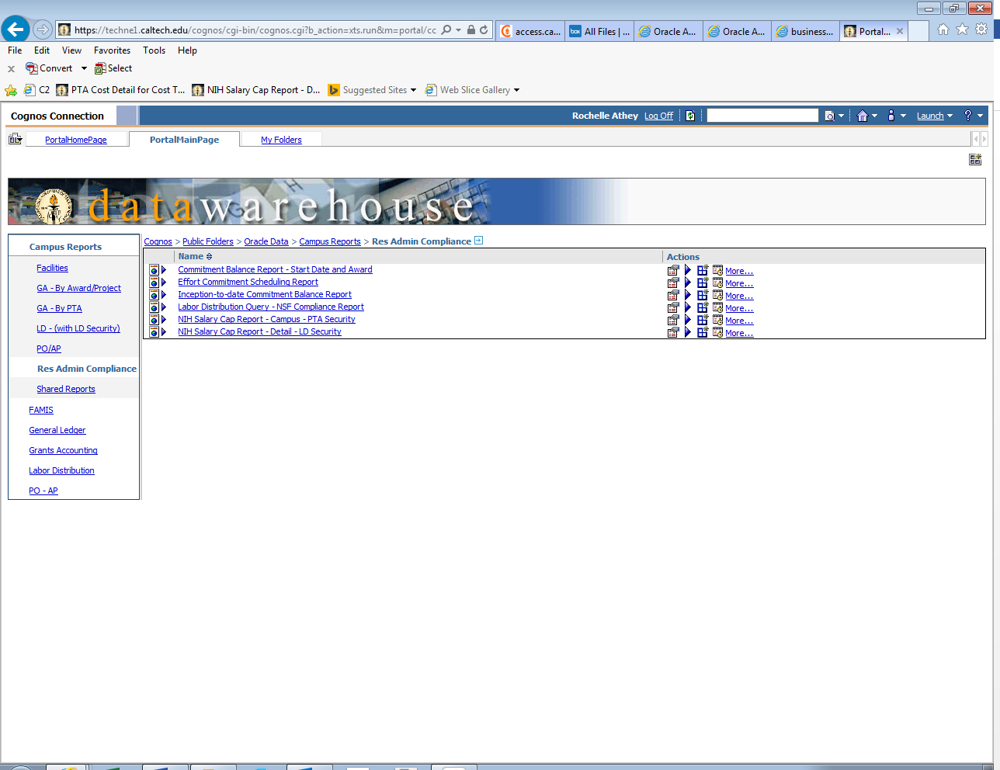 https://techne1.caltech.edu/cognos/cgi-bin/cognos.cgi?b_action=xts.run&m=portal/cc
access.ca...
box All Files | ...
Oracle A...
Oracle A...
business...
Portal...
File Edit View Favorites Tools Help
x Convert Select
C2 PTA Cost Detail for Cost T... NIH Salary Cap Report - D... Suggested Sites Web Slice Gallery
Cognos Connection
Rochelle Athey Log Off Launch ?
PortalHomePage PortalMainPage My Folders
datawarehouse
Campus Reports
Facilities
GA - By Award/Project
GA - By PTA
LD - (with LD Security)
PO/AP
Res Admin Compliance
Shared Reports
FAMIS
General Ledger
Grants Accounting
Labor Distribution
PO - AP
Cognos > Public Folders > Oracle Data > Campus Reports > Res Admin Compliance
Name Actions
Commitment Balance Report - Start Date and Award More...
Effort Commitment Scheduling Report More...
Inception-to-date Commitment Balance Report More...
Labor Distribution Query - NSF Compliance Report More...
NIH Salary Cap Report - Campus - PTA Security More...
NIH Salary Cap Report - Detail - LD Security More...